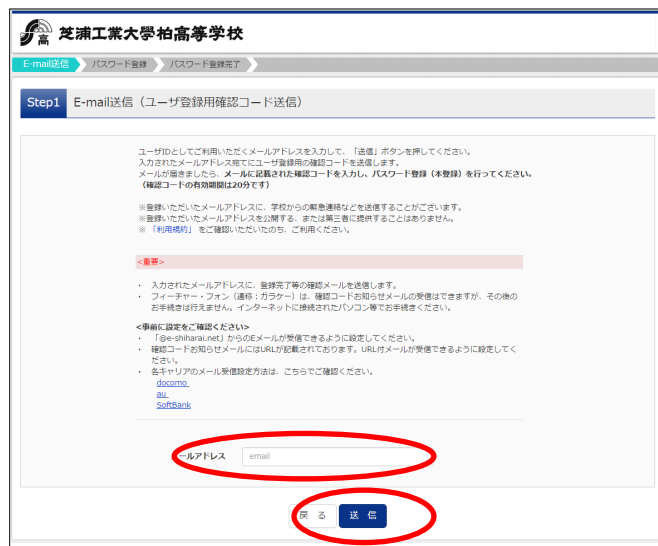 高 芝浦工業大學柏高等学校
E-mail送信 パスワード登録 パスワード登録完了
Step1 E-mail送信（ユーザ登録用確認コード送信）
ユーザIDとしてご利用いただくメールアドレスを入力して、「送信」ボタンを押してください。
入力されたメールアドレス宛てにユーザ登録用の確認コードを送信します。
メールが届きましたら、メールに記載された確認コードを入力し、パスワード登録（本登録）を行ってください。
（確認コードの有効期間は20分です）
※登録いただいたメールアドレスに、学校からの緊急連絡などを送信することがございます。
※登録いただいたメールアドレスを公開する、または第三者に提供することはありません。
※ 「利用規約」 をご確認いただいたのち、ご利用ください。
<重要>
・ 入力されたメールアドレスに、登録完了等の確認メールを送信します。
・ フィーチャー・フォン（通称：ガラケー）は、確認コードお知らせメールの受信はできますが、その後の
お手続きは行えません。インターネットに接続されたパソコン等でお手続きください。
<事前に設定をご確認ください>
・ 「@e-shiharai.net」からのEメールが受信できるように設定してください。
・ 確認コードお知らせメールにはURLが記載されております。URL付メールが受信できるように設定してく
ださい。
・ 各キャリアのメール受信設定方法は、こちらでご確認ください。
docomo
au
SoftBank
ールアドレス email
戻 る 送 信